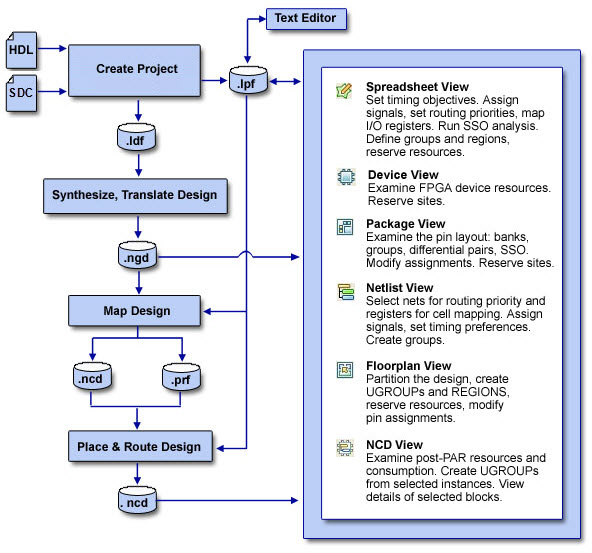 Text Editor
HDL
SDC
Create Project
.lpf
.ldf
Synthesize, Translate Design
.ngd
Map Design
.ncd
.prf
Place & Route Design
. ncd
Spreadsheet View
Set timing objectives. Assign
signals, set routing priorities, map
I/O registers. Run SSO analysis.
Define groups and regions,
reserve resources.
Device View
Examine FPGA device resources.
Reserve sites.
Package View
Examine the pin layout: banks,
groups, differential pairs, SSO.
Modify assignments. Reserve sites.
Netlist View
Select nets for routing priority and
registers for cell mapping. Assign
signals, set timing preferences.
Create groups.
Floorplan View
Partition the design, create
UGROUPs and REGIONS,
reserve resources, modify
pin assignments.
NCD View
Examine post-PAR resources and
consumption. Create UGROUPs
from selected instances. View
details of selected blocks.